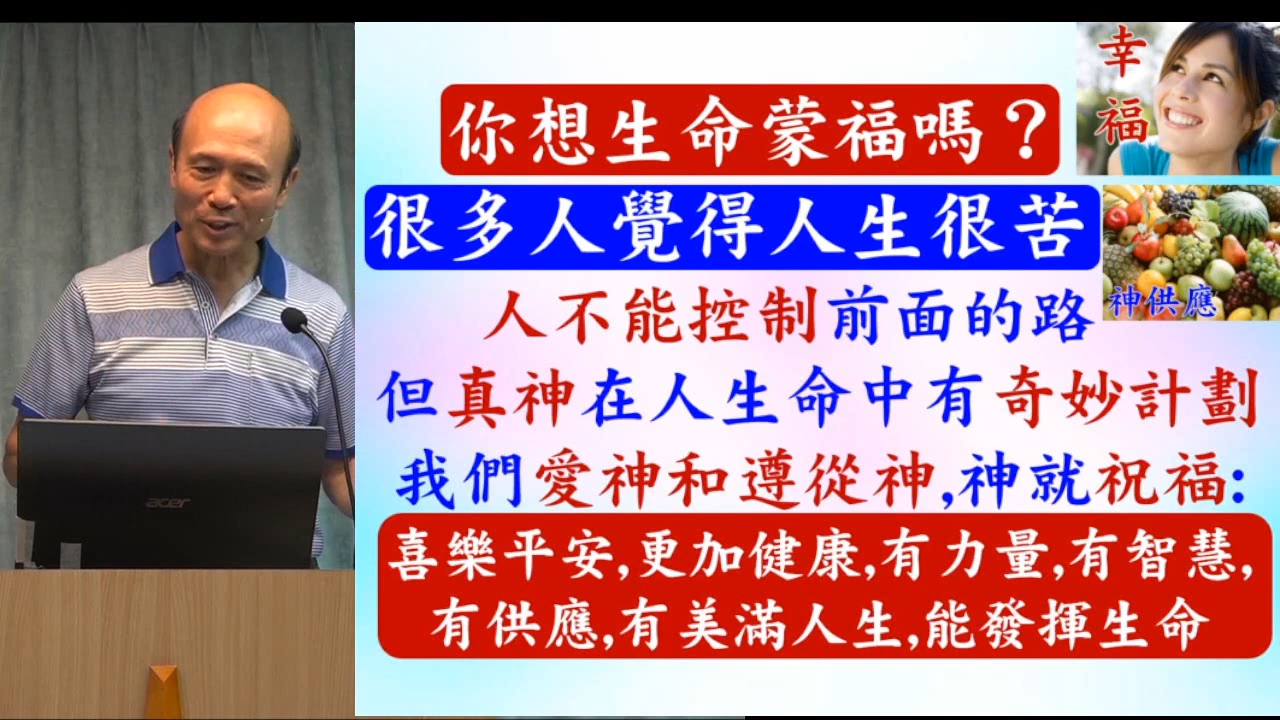 你想生命蒙福嗎？
幸福
很多人覺得人生很苦
神供應
人不能控制前面的路
但真神在人生命中有奇妙計劃
我們愛神和遵從神,神就祝福:
喜樂平安,更加健康,有力量,有智慧,
有供應,有美滿人生,能發揮生命
acer